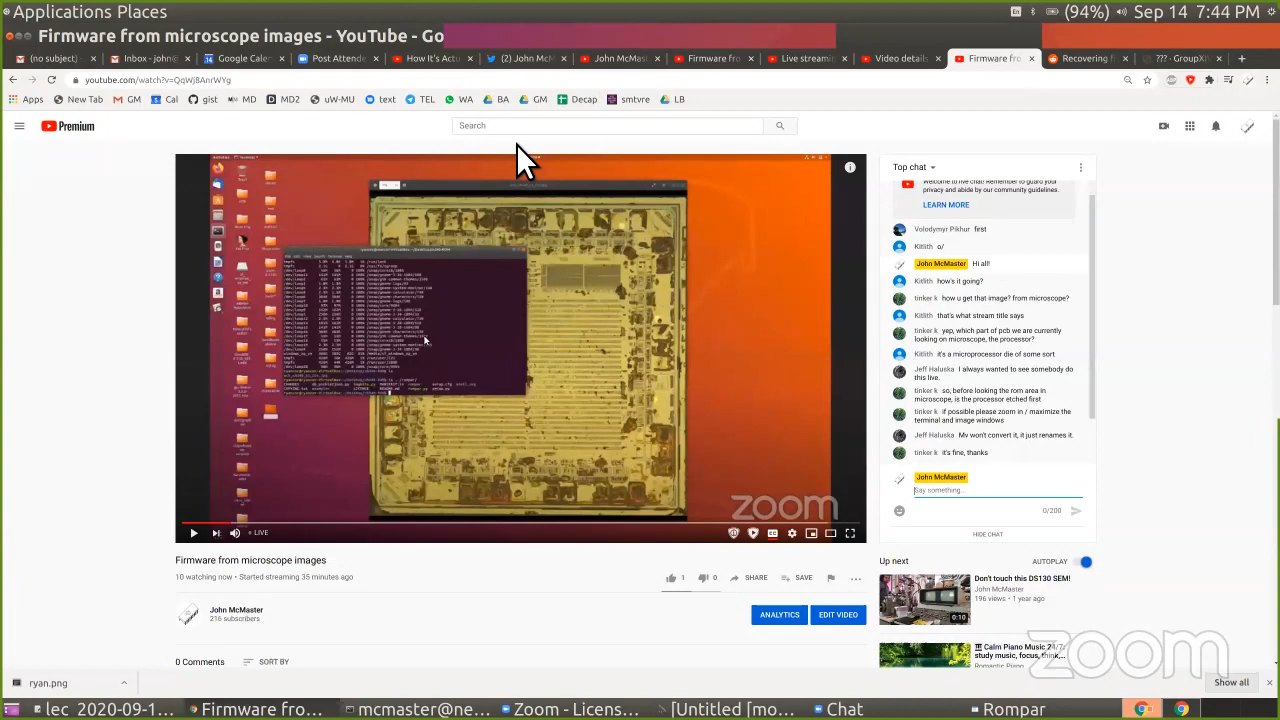 Applications Places
En
(94%)
Sep 14 7:44 PM
Firmware from microscope images - YouTube - Go
(no subject)
Inbox - john@
Google Cale
Post Attende
How It's Actu
(2) John McM
John McMas
Firmware fro
Live streami
Video details
Firmware fro
Recovering f
??? - GroupXIV
youtube.com/watch?v=QqWj8AnrWYg
Apps
New Tab
GM
Cal
gist
MD
MD2
uW-MU
text
TEL
WA
BA
GM
Decap
smtvre
LB
Premium
Search
Top chat
Welcome to live chat! Remember to guard your
privacy and abide by our community guidelines.
LEARN MORE
Volodymyr Pikhur first
Kitlith o/
John McMaster Hi all!
Kitlith how's it going?
tinker k how u get that image? from microscope?
Kitlith that's what stream title says
tinker k yep, which part of pcb we are currently
looking on microscope, the processor?
Kitlith it's a microprocessor die of some sort
Jeff Haluska I always wanted to see somebody do
this live.
tinker k so, before looking the rom area in
microscope, is the processor etched first
tinker k if possible please zoom in / maximize the
terminal and image windows
Jeff Haluska Mv won't convert it, it just renames it.
tinker k it's fine, thanks
John McMaster
Say something...
0/200
HIDE CHAT
zoom
LIVE
Firmware from microscope images
10 watching now • Started streaming 35 minutes ago
1
0
SHARE
SAVE
John McMaster
216 subscribers
ANALYTICS
EDIT VIDEO
0 Comments
SORT BY
Up next
AUTOPLAY
Don't touch this DS130 SEM!
John McMaster
196 views • 1 year ago
0:10
Calm Piano Music 24/7:
study music, focus, think,
Romantic Piano
zoom
ryan.png
Show all
lec_2020-09-1...
Firmware fro...
mcmaster@ne...
Zoom - Licens...
[Untitled [mo...
Chat
Rompar